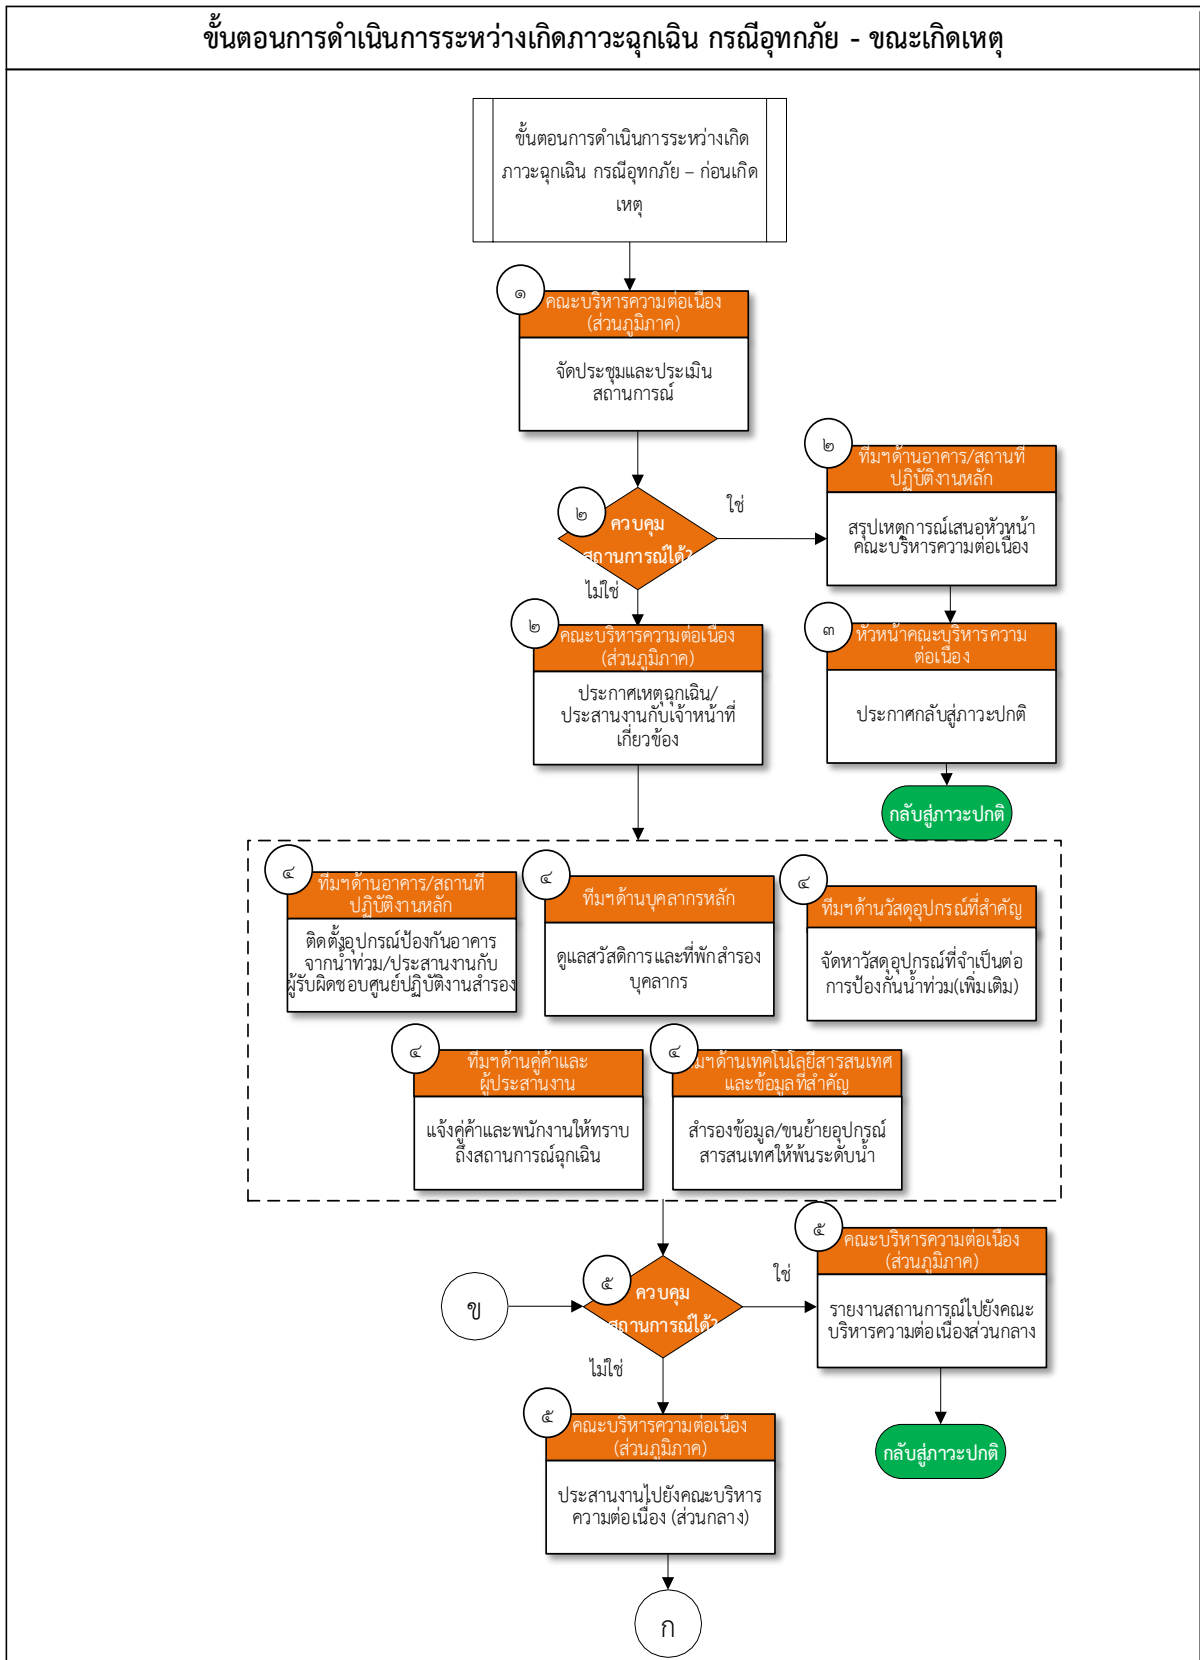 ขั้นตอนการดำเนินการระหว่างเกิดภาวะฉุกเฉิน กรณีอุทกภัย - ขณะเกิดเหตุ
ขั้นตอนการดำเนินการระหว่างเกิด
ภาวะฉุกเฉิน กรณีอุทกภัย – ก่อนเกิด
เหตุ
๑
คณะบริหารความต่อเนื่อง
(ส่วนภูมิภาค)
จัดประชุมและประเมิน
สถานการณ์
๒
ควบคุม
สถานการณ์ได้?
ใช่
ไม่ใช่
๒
ทีมฯด้านอาคาร/สถานที่
ปฏิบัติงานหลัก
สรุปเหตุการณ์เสนอหัวหน้า
คณะบริหารความต่อเนื่อง
๒
คณะบริหารความต่อเนื่อง
(ส่วนภูมิภาค)
ประกาศเหตุฉุกเฉิน/
ประสานงานกับเจ้าหน้าที่
เกี่ยวข้อง
๓
หัวหน้าคณะบริหารความ
ต่อเนื่อง
ประกาศกลับสู่ภาวะปกติ
กลับสู่ภาวะปกติ
๔
ทีมฯด้านอาคาร/สถานที่
ปฏิบัติงานหลัก
ติดตั้งอุปกรณ์ป้องกันอาคาร
จากน้ำท่วม/ประสานงานกับ
ผู้รับผิดชอบศูนย์ปฏิบัติงานสำรอง
๔
ทีมฯด้านบุคลากรหลัก
ดูแลสวัสดิการและที่พักสำรอง
บุคลากร
๔
ทีมฯด้านวัสดุอุปกรณ์ที่สำคัญ
จัดหาวัสดุอุปกรณ์ที่จำเป็นต่อ
การป้องกันน้ำท่วม(เพิ่มเติม)
๔
ทีมฯด้านคู่ค้าและ
ผู้ประสานงาน
แจ้งคู่ค้าและพนักงานให้ทราบ
ถึงสถานการณ์ฉุกเฉิน
๔
ทีมฯด้านเทคโนโลยีสารสนเทศ
และข้อมูลที่สำคัญ
สำรองข้อมูล/ขนย้ายอุปกรณ์
สารสนเทศให้พ้นระดับน้ำ
ข
๕
ควบคุม
สถานการณ์ได้?
ใช่
ไม่ใช่
๕
คณะบริหารความต่อเนื่อง
(ส่วนภูมิภาค)
รายงานสถานการณ์ไปยังคณะ
บริหารความต่อเนื่องส่วนกลาง
กลับสู่ภาวะปกติ
๕
คณะบริหารความต่อเนื่อง
(ส่วนภูมิภาค)
ประสานงานไปยังคณะบริหาร
ความต่อเนื่อง (ส่วนกลาง)
ก